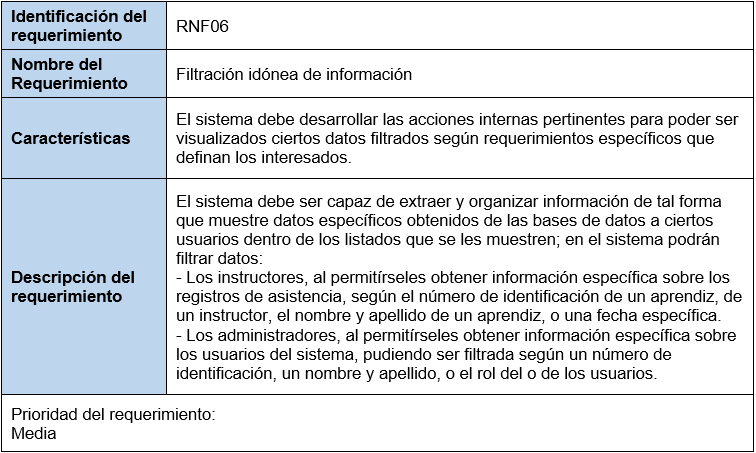 Identificación del
requerimiento
RNF06
Nombre del
Requerimiento
Filtración idónea de información
Características
El sistema debe desarrollar las acciones internas pertinentes para poder ser
visualizados ciertos datos filtrados según requerimientos específicos que
definan los interesados.
Descripción del
requerimiento
El sistema debe ser capaz de extraer y organizar información de tal forma
que muestre datos específicos obtenidos de las bases de datos a ciertos
usuarios dentro de los listados que se les muestren; en el sistema podrán
filtrar datos:
- Los instructores, al permitírseles obtener información específica sobre los
registros de asistencia, según el número de identificación de un aprendiz, de
un instructor, el nombre y apellido de un aprendiz, o una fecha específica.
- Los administradores, al permitírseles obtener información específica sobre
los usuarios del sistema, pudiendo ser filtrada según un número de
identificación, un nombre y apellido, o el rol del o de los usuarios.
Prioridad del requerimiento:
Media